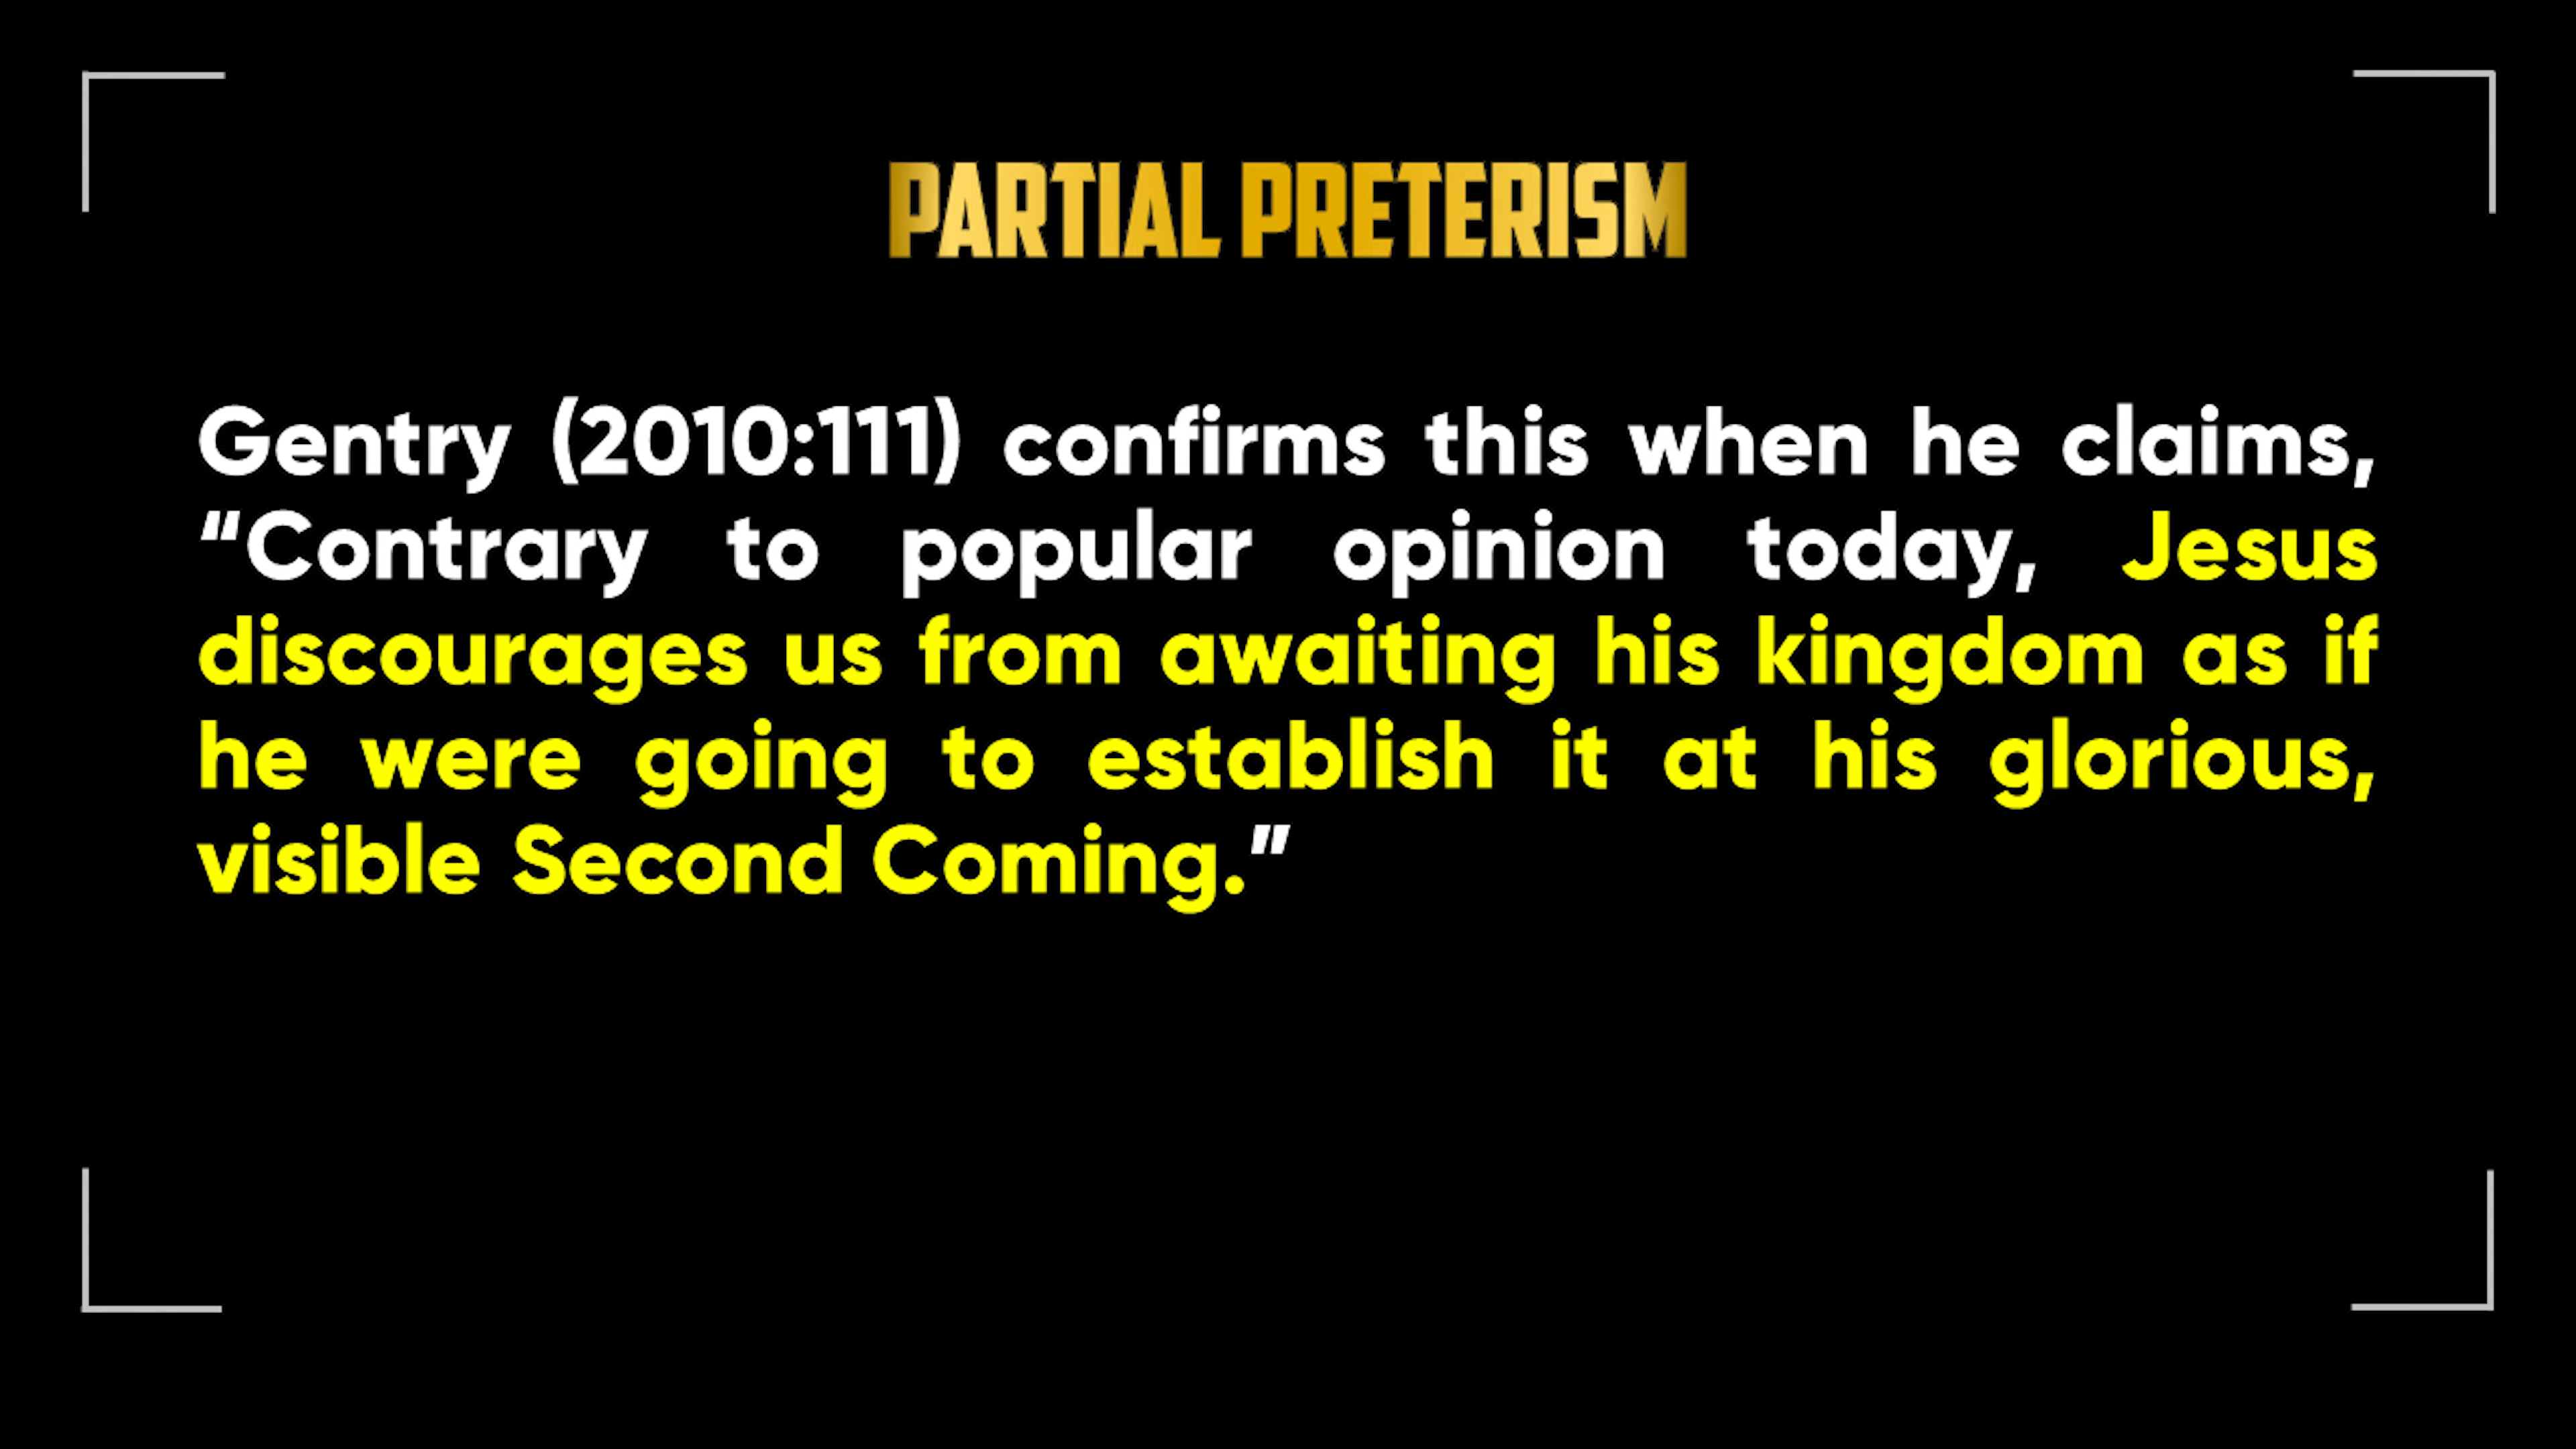 PARTIAL PRETERISM
Gentry (2010:111) confirms this when he claims,
“Contrary to popular opinion today, Jesus
discourages us from awaiting his kingdom as if
he were going to establish it at his glorious,
visible Second Coming.”